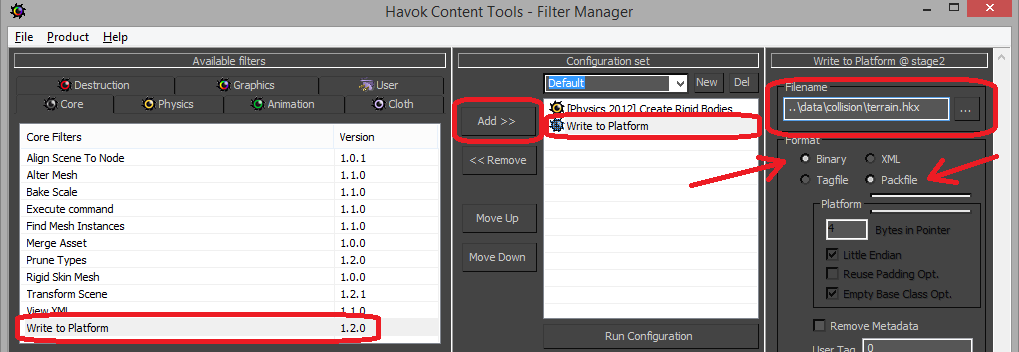 Havok Content Tools - Filter Manager
File Product Help
Available filters
Destruction Graphics User
Core Physics Animation Cloth
Core Filters Version
Align Scene To Node 1.0.1
Alter Mesh 1.1.0
Bake Scale 1.1.0
Execute command 1.1.0
Find Mesh Instances 1.1.0
Merge Asset 1.0.0
Prune Types 1.2.0
Rigid Skin Mesh 1.0.0
Transform Scene 1.2.1
View XML 1.1.0
Write to Platform 1.2.0
Configuration set
Default New Del
Add >>
<< Remove
Move Up
Move Down
[Physics 2012] Create Rigid Bodies
Write to Platform
Run Configuration
Write to Platform @ stage2
Filename
..\data\collision\terrain.hkx ...
Format
Binary XML
Tagfile Packfile
Platform
4 Bytes in Pointer
Little Endian
Reuse Padding Opt.
Empty Base Class Opt.
Remove Metadata
User Tag 0